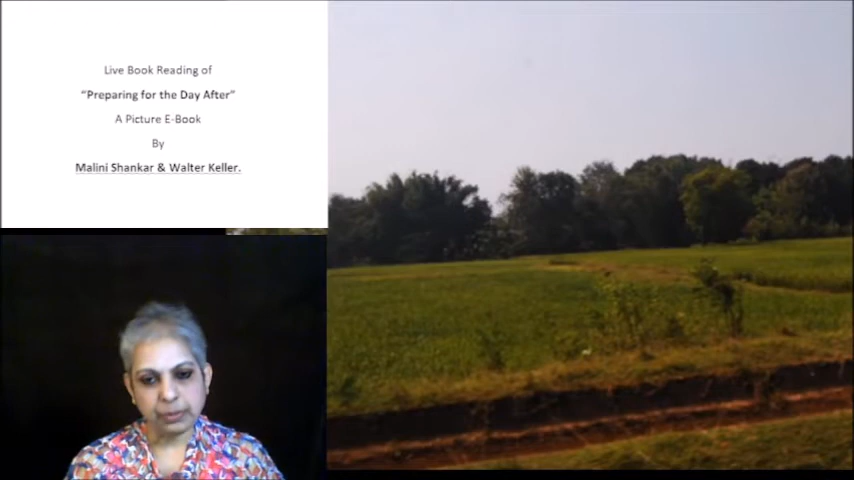 Live Book Reading of
“Preparing for the Day After”
A Picture E-Book
By
Malini Shankar & Walter Keller.